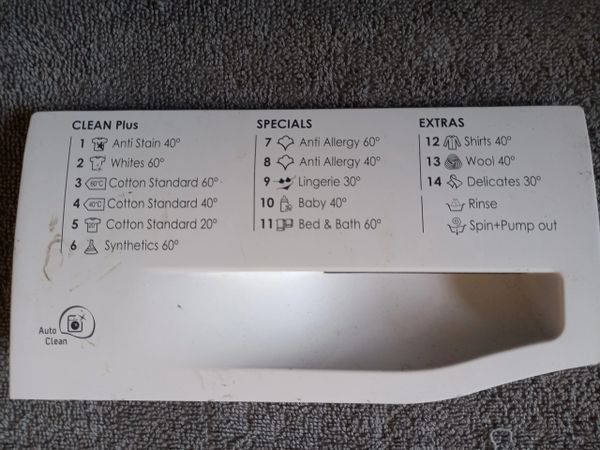 CLEAN Plus
1 Anti Stain 40°
2 Whites 60°
3 60°C Cotton Standard 60°
4 40°C Cotton Standard 40°
5 20° Cotton Standard 20°
6 Synthetics 60°
SPECIALS
7 Anti Allergy 60°
8 Anti Allergy 40°
9 Lingerie 30°
10 Baby 40°
11 Bed & Bath 60°
EXTRAS
12 Shirts 40°
13 Wool 40°
14 Delicates 30°
Rinse
Spin+Pump out
Auto
Clean